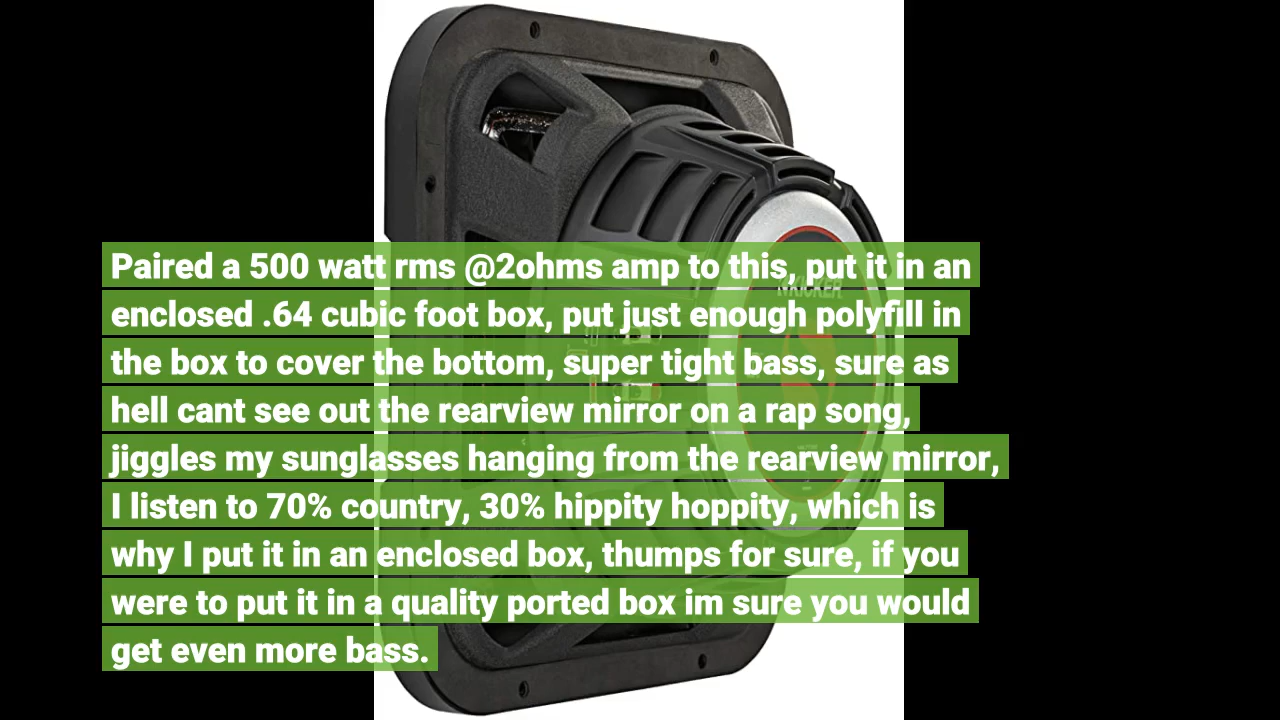 Paired a 500 watt rms @2ohms amp to this, put it in an
enclosed .64 cubic foot box, put just enough polyfill in
the box to cover the bottom, super tight bass, sure as
hell cant see out the rearview mirror on a rap song,
jiggles my sunglasses hanging from the rearview mirror,
I listen to 70% country, 30% hippity hoppity, which is
why I put it in an enclosed box, thumps for sure, if you
were to put it in a quality ported box im sure you would
get even more bass.
KICKER